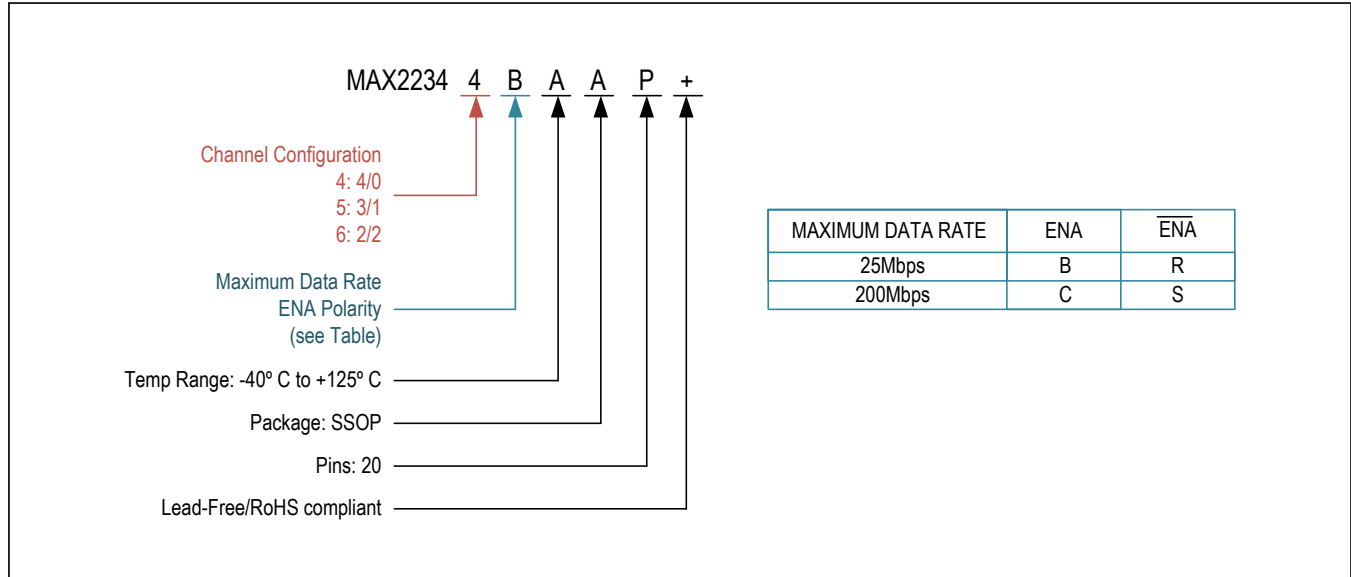 MAX2234 4 B A A P +
Channel Configuration
4: 4/0
5: 3/1
6: 2/2
Maximum Data Rate
ENA Polarity
(see Table)
Temp Range: -40º C to +125º C
Package: SSOP
Pins: 20
Lead-Free/RoHS compliant
MAXIMUM DATA RATE ENA E̅N̅A̅
25Mbps B R
200Mbps C S